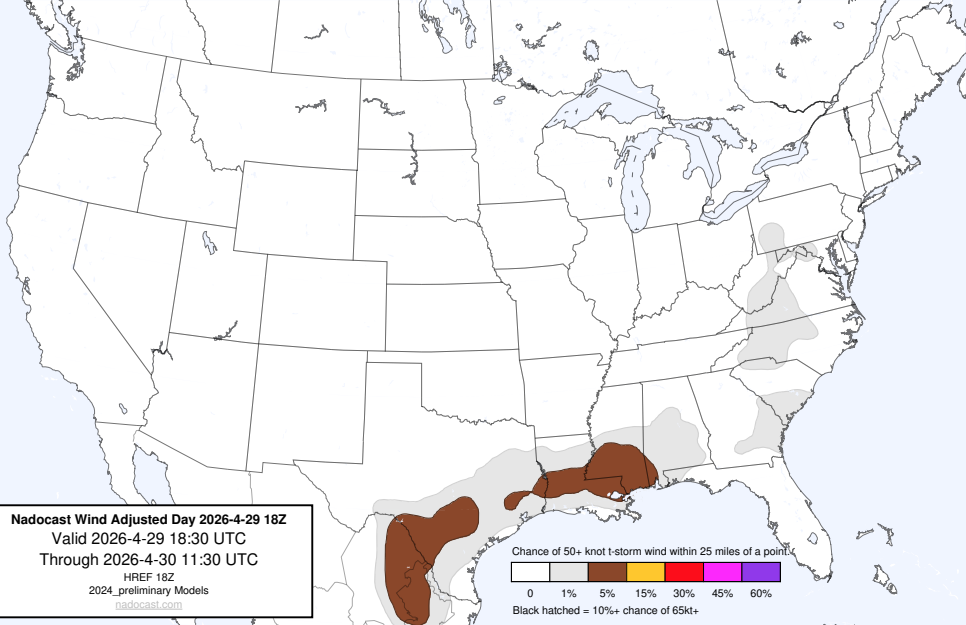 Nadocast Wind Adjusted Day 2026-4-29 18Z
Valid 2026-4-29 18:30 UTC
Through 2026-4-30 11:30 UTC
HREF 18Z
2024_preliminary Models
nadocast.com
Chance of 50+ knot t-storm wind within 25 miles of a point.
0 1% 5% 15% 30% 45% 60%
Black hatched = 10%+ chance of 65kt+